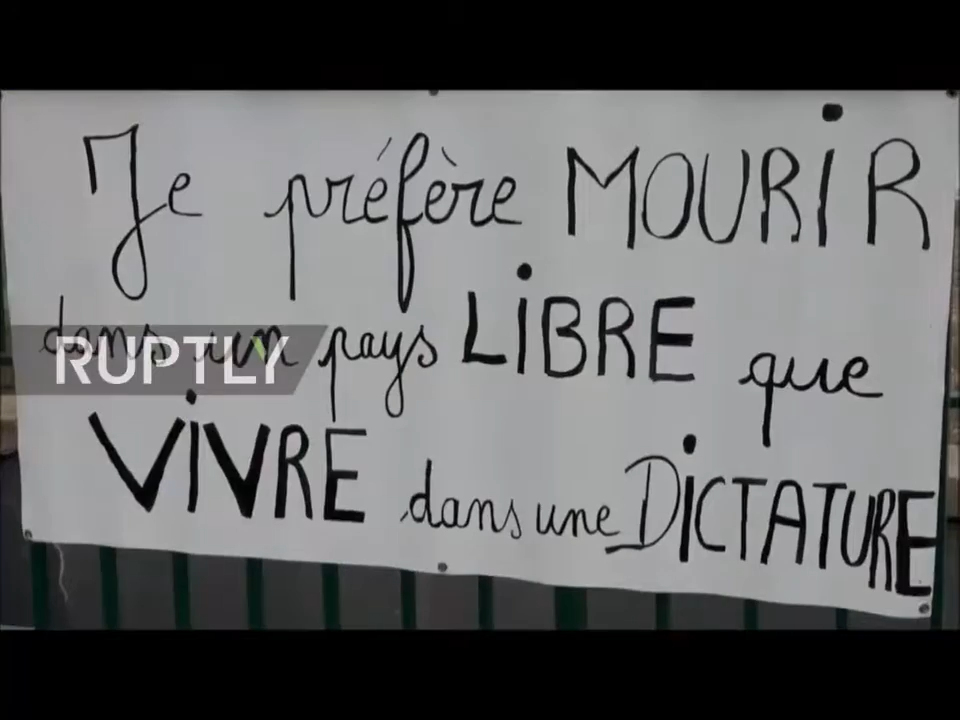 Je préfère MOURiR
dans un pays LiBRE que
RUPTLY
ViVRE dans une DiCTATURE